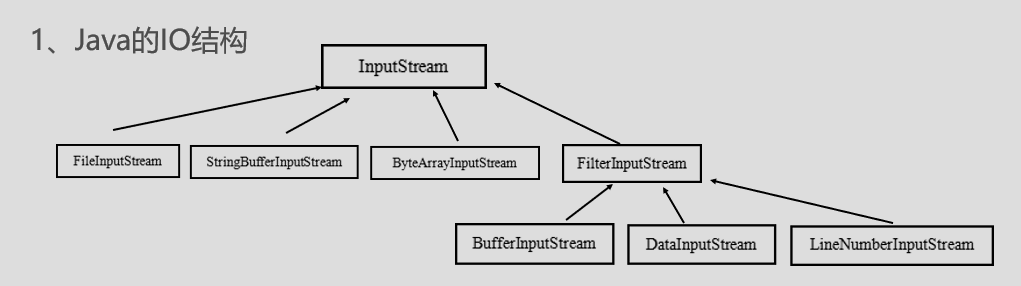 1、Java的IO结构
InputStream
FileInputStream
StringBufferInputStream
ByteArrayInputStream
FilterInputStream
BufferInputStream
DataInputStream
LineNumberInputStream